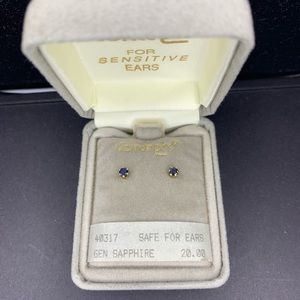 FOR
SENSITIVE
EARS
40317 SAFE FOR EARS
GEN SAPPHIRE 20.00